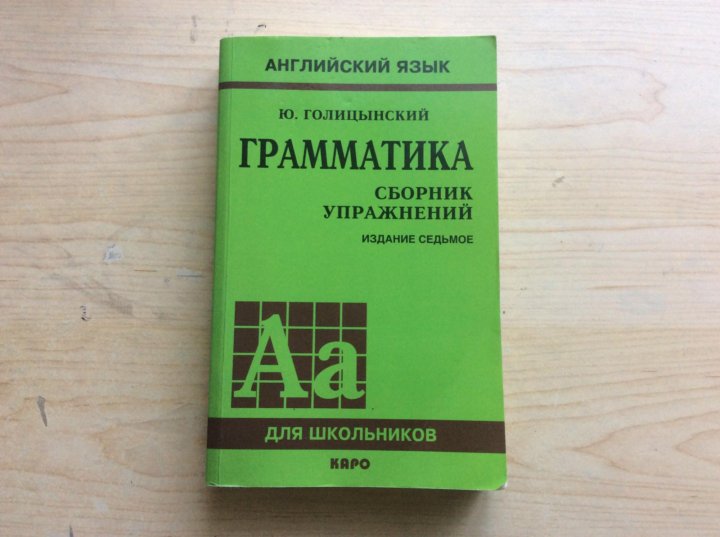 АНГЛИЙСКИЙ ЯЗЫК
Ю. ГОЛИЦЫНСКИЙ
ГРАММАТИКА
СБОРНИК
УПРАЖНЕНИЙ
ИЗДАНИЕ СЕДЬМОЕ
Aa
ДЛЯ ШКОЛЬНИКОВ
КАРО